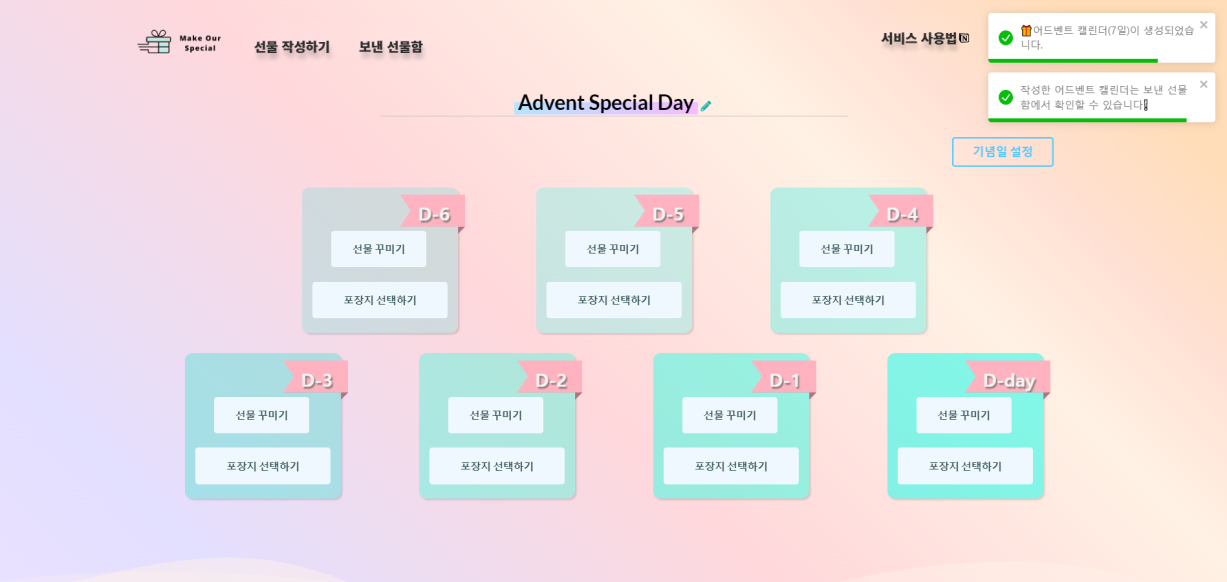 Make Our
Special
선물 작성하기
보낸 선물함
서비스 사용법
🎁어드벤트 캘린더(7일)이 생성되었습
니다.
작성한 어드벤트 캘린더는 보낸 선물
함에서 확인할 수 있습니다
Advent Special Day
기념일 설정
D-6
선물 꾸미기
포장지 선택하기
D-5
선물 꾸미기
포장지 선택하기
D-4
선물 꾸미기
포장지 선택하기
D-3
선물 꾸미기
포장지 선택하기
D-2
선물 꾸미기
포장지 선택하기
D-1
선물 꾸미기
포장지 선택하기
D-day
선물 꾸미기
포장지 선택하기